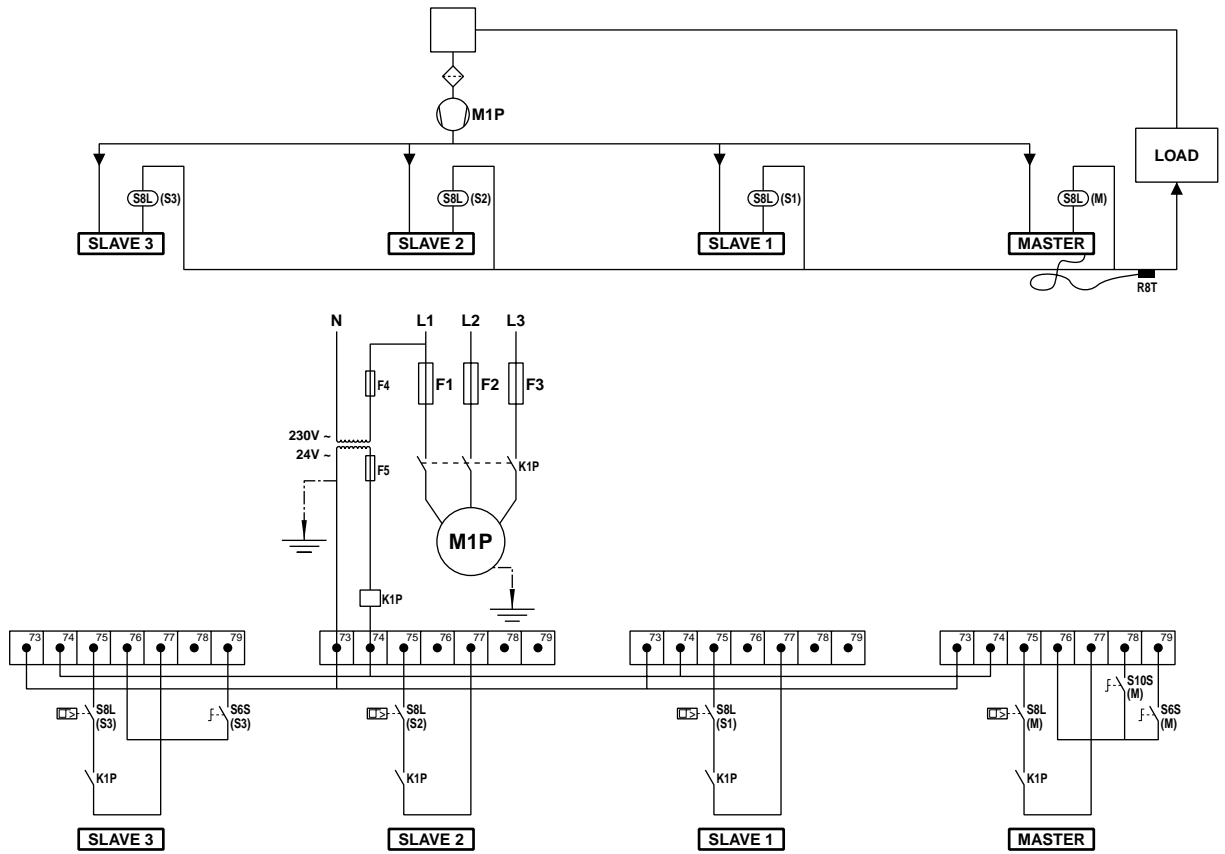 M1P
LOAD
S8L (S3)
S8L (S2)
S8L (S1)
S8L (M)
SLAVE 3
SLAVE 2
SLAVE 1
MASTER
R8T
N
L1
L2
L3
F4
F1
F2
F3
230V ~
24V ~
F5
K1P
M1P
K1P
73 74 75 76 77 78 79
73 74 75 76 77 78 79
73 74 75 76 77 78 79
73 74 75 76 77 78 79
S8L
(S3)
S6S
(S3)
S8L
(S2)
S8L
(S1)
S8L
(M)
S10S
(M)
S6S
(M)
K1P
K1P
K1P
K1P
SLAVE 3
SLAVE 2
SLAVE 1
MASTER